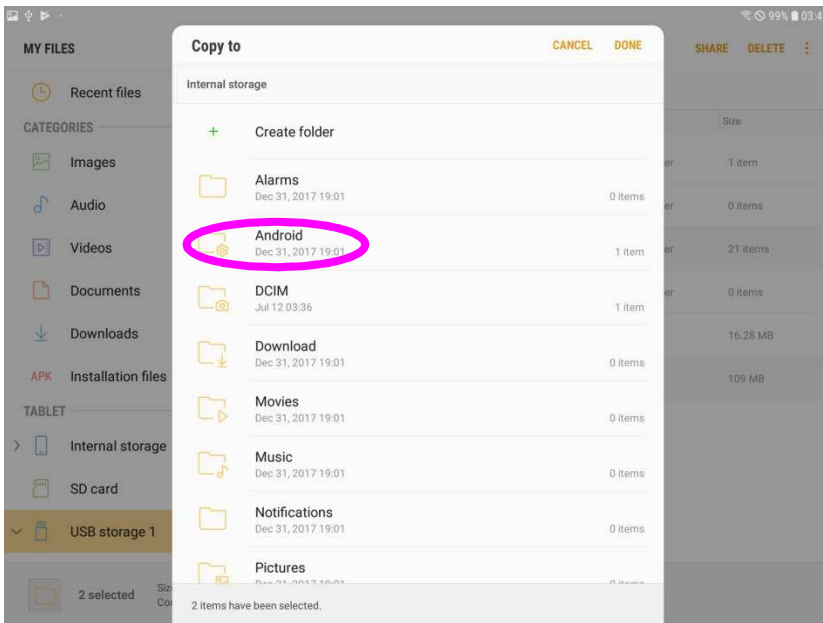 99% 03:4
MY FILES
Copy to CANCEL DONE
SHARE DELETE
Internal storage
Recent files
CATEGORIES
Size
Create folder
Images
1 item
Alarms
Dec 31, 2017 19:01 0 items
Audio
0 items
Android
Dec 31, 2017 19:01 1 item
Videos
21 items
DCIM
Jul 12 03:36 1 item
Documents
0 items
Download
Dec 31, 2017 19:01 0 items
Downloads
16.28 MB
APK Installation files
109 MB
Movies
Dec 31, 2017 19:01 0 items
TABLET
Internal storage
Music
Dec 31, 2017 19:01 0 items
SD card
Notifications
Dec 31, 2017 19:01 0 items
USB storage 1
Pictures
2 selected
2 items have been selected.